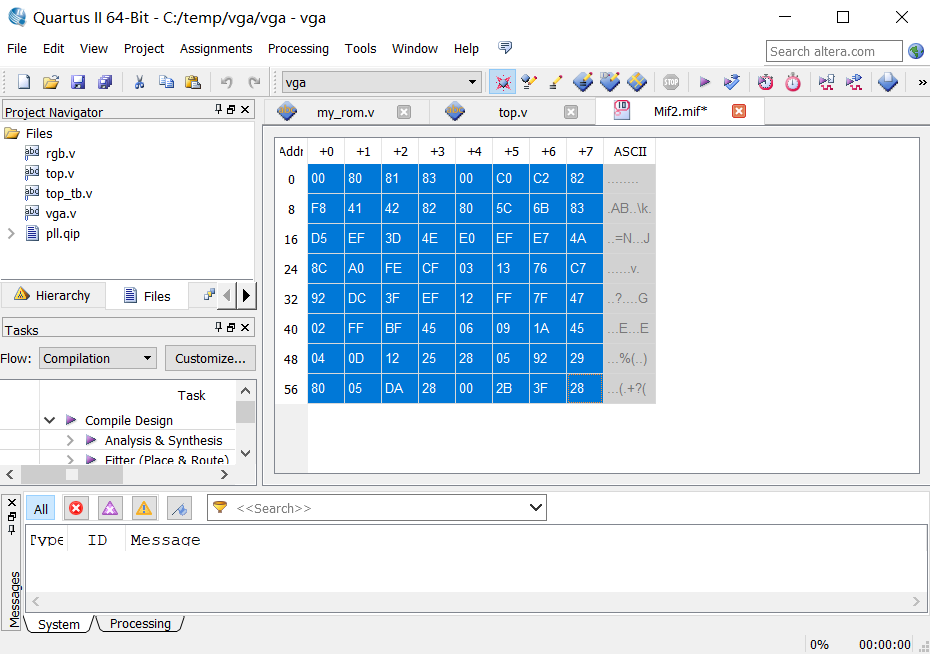 Quartus II 64-Bit - C:/temp/vga/vga - vga
File Edit View Project Assignments Processing Tools Window Help
Search altera.com
vga
STOP
»
Project Navigator
Files
rgb.v
top.v
top_tb.v
vga.v
pll.qip
Hierarchy Files
Tasks
Flow: Compilation Customize...
Task
Compile Design
Analysis & Synthesis
Fitter (Place & Route)
my_rom.v top.v Mif2.mif*
Addr +0 +1 +2 +3 +4 +5 +6 +7 ASCII
0 00 80 81 83 00 C0 C2 82 ........
8 F8 41 42 82 80 5C 6B 83 .AB..\k.
16 D5 EF 3D 4E E0 EF E7 4A ..=N...J
24 8C A0 FE CF 03 13 76 C7 ......v.
32 92 DC 3F EF 12 FF 7F 47 ..?....G
40 02 FF BF 45 06 09 1A 45 ...E...E
48 04 0D 12 25 28 05 92 29 ...%(..)
56 80 05 DA 28 00 2B 3F 28 ...(.+?(
All <<Search>>
Type ID Message
Messages
System Processing
0% 00:00:00